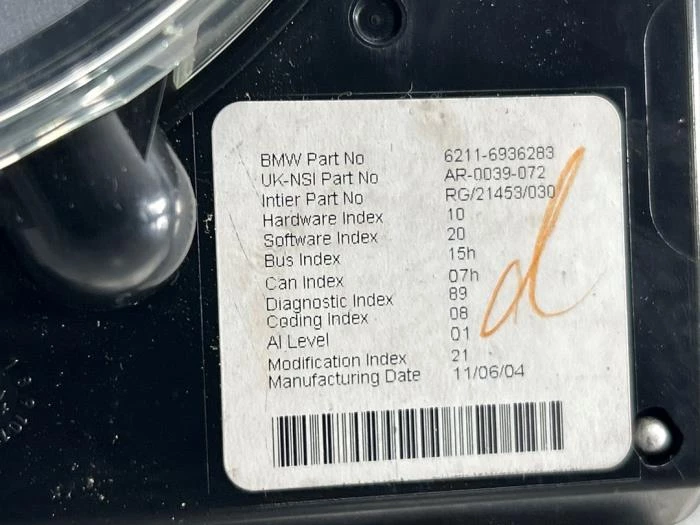 BMW Part No 6211-6936283
UK-NSI Part No AR-0039-072
Intier Part No RG/21453/030
Hardware Index 10
Software Index 20
Bus Index 15h
Can Index 07h
Diagnostic Index 89
Coding Index 08
AI Level 01
Modification Index 21
Manufacturing Date 11/06/04
d